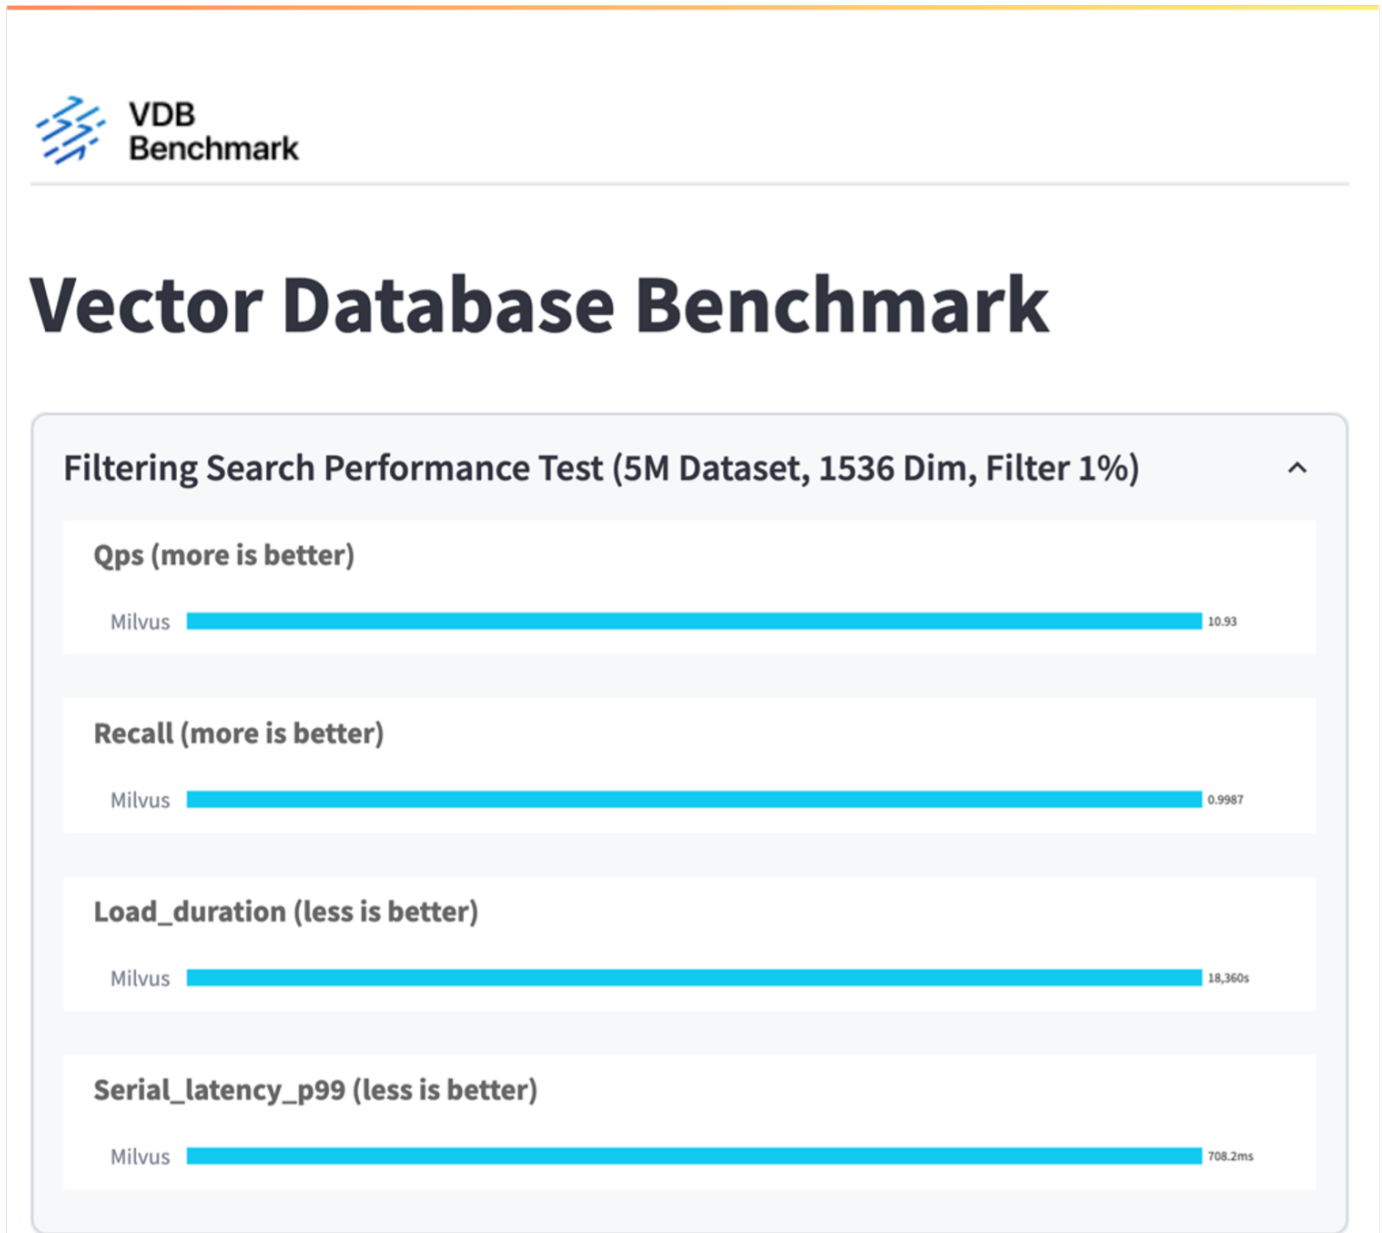 VDB
Benchmark
Vector Database Benchmark
Filtering Search Performance Test (5M Dataset, 1536 Dim, Filter 1%)
Qps (more is better)
Milvus 10.93
Recall (more is better)
Milvus 0.9987
Load_duration (less is better)
Milvus 18,360s
Serial_latency_p99 (less is better)
Milvus 708.2ms